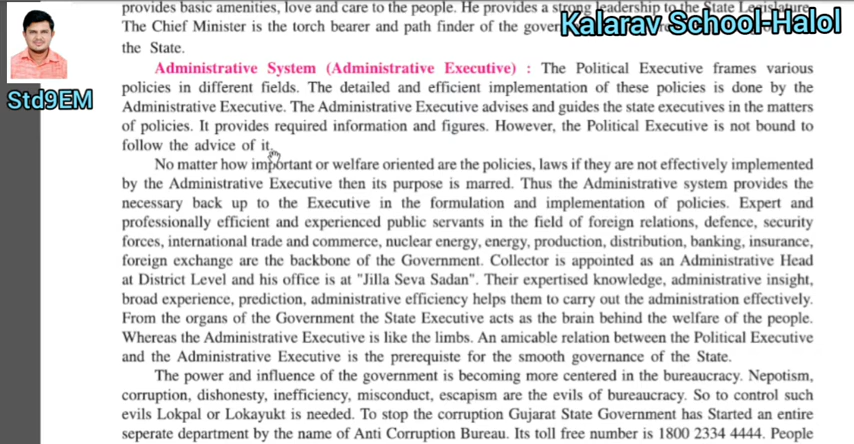 provides basic amenities, love and care to the people. He provides a strong leadership to the State Legislature.
The Chief Minister is the torch bearer and path finder of the
Kalarav School-Halol
the State.
Administrative System (Administrative Executive) : The Political Executive frames various
policies in different fields. The detailed and efficient implementation of these policies is done by the
Std9EM
Administrative Executive. The Administrative Executive advises and guides the state executives in the matters
of policies. It provides required information and figures. However, the Political Executive is not bound to
follow the advice of it.
No matter how important or welfare oriented are the policies, laws if they are not effectively implemented
by the Administrative Executive then its purpose is marred. Thus the Administrative system provides the
necessary back up to the Executive in the formulation and implementation of policies. Expert and
professionally efficient and experienced public servants in the field of foreign relations, defence, security
forces, international trade and commerce, nuclear energy, energy, production, distribution, banking, insurance,
foreign exchange are the backbone of the Government. Collector is appointed as an Administrative Head
at District Level and his office is at "Jilla Seva Sadan". Their expertised knowledge, administrative insight,
broad experience, prediction, administrative efficiency helps them to carry out the administration effectively.
From the organs of the Government the State Executive acts as the brain behind the welfare of the people.
Whereas the Administrative Executive is like the limbs. An amicable relation between the Political Executive
and the Administrative Executive is the prerequiste for the smooth governance of the State.
The power and influence of the government is becoming more centered in the bureaucracy. Nepotism,
corruption, dishonesty, inefficiency, misconduct, escapism are the evils of bureaucracy. So to control such
evils Lokpal or Lokayukt is needed. To stop the corruption Gujarat State Government has Started an entire
seperate department by the name of Anti Corruption Bureau. Its toll free number is 1800 2334 4444. People